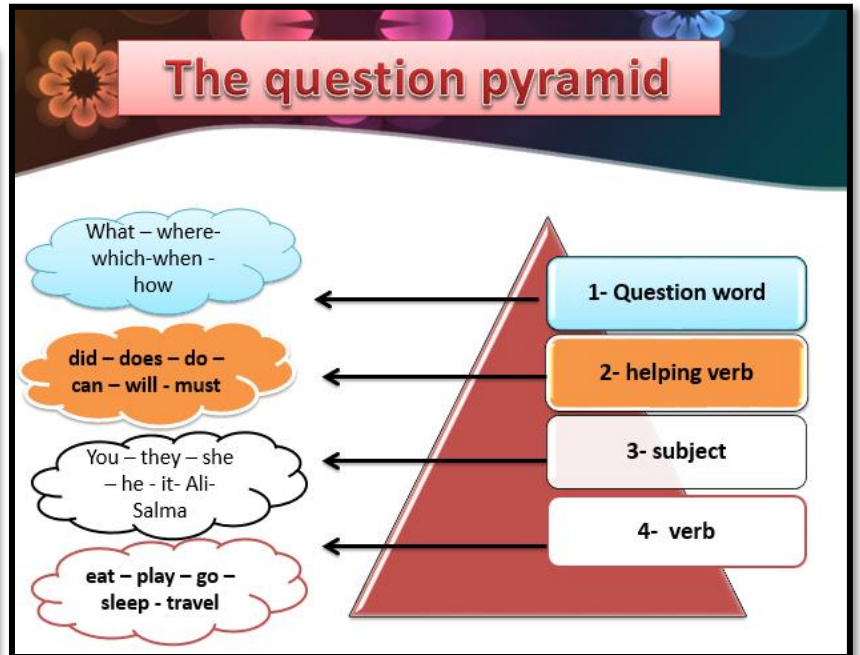 The question pyramid
What – where-
which-when -
how
1- Question word
did – does – do –
can – will - must
2- helping verb
You – they – she
– he - it- Ali-
Salma
3- subject
eat – play – go –
sleep - travel
4- verb